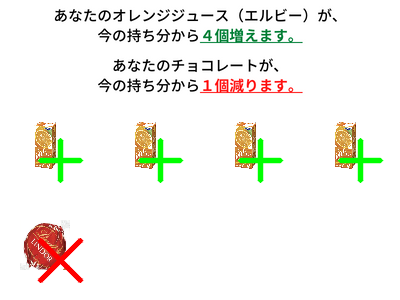 あなたのオレンジジュース（エルビー）が、
今の持ち分から４個増えます。
あなたのチョコレートが、
今の持ち分から１個減ります。
LINDOR